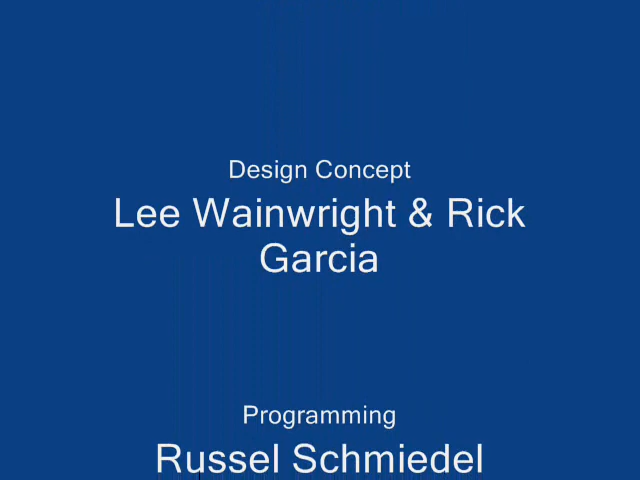 Design Concept
Lee Wainwright & Rick
Garcia
Programming
Russel Schmiedel